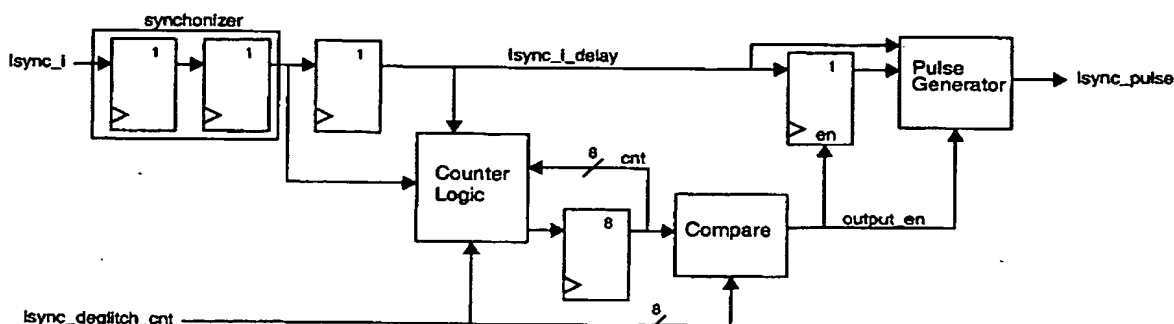 synchonizer
1
1
1
lsync_i
lsync_i_delay
1
Pulse
Generator
lsync_pulse
en
8
cnt
Counter
Logic
8
Compare
output_en
lsync_deglitch_cnt
8